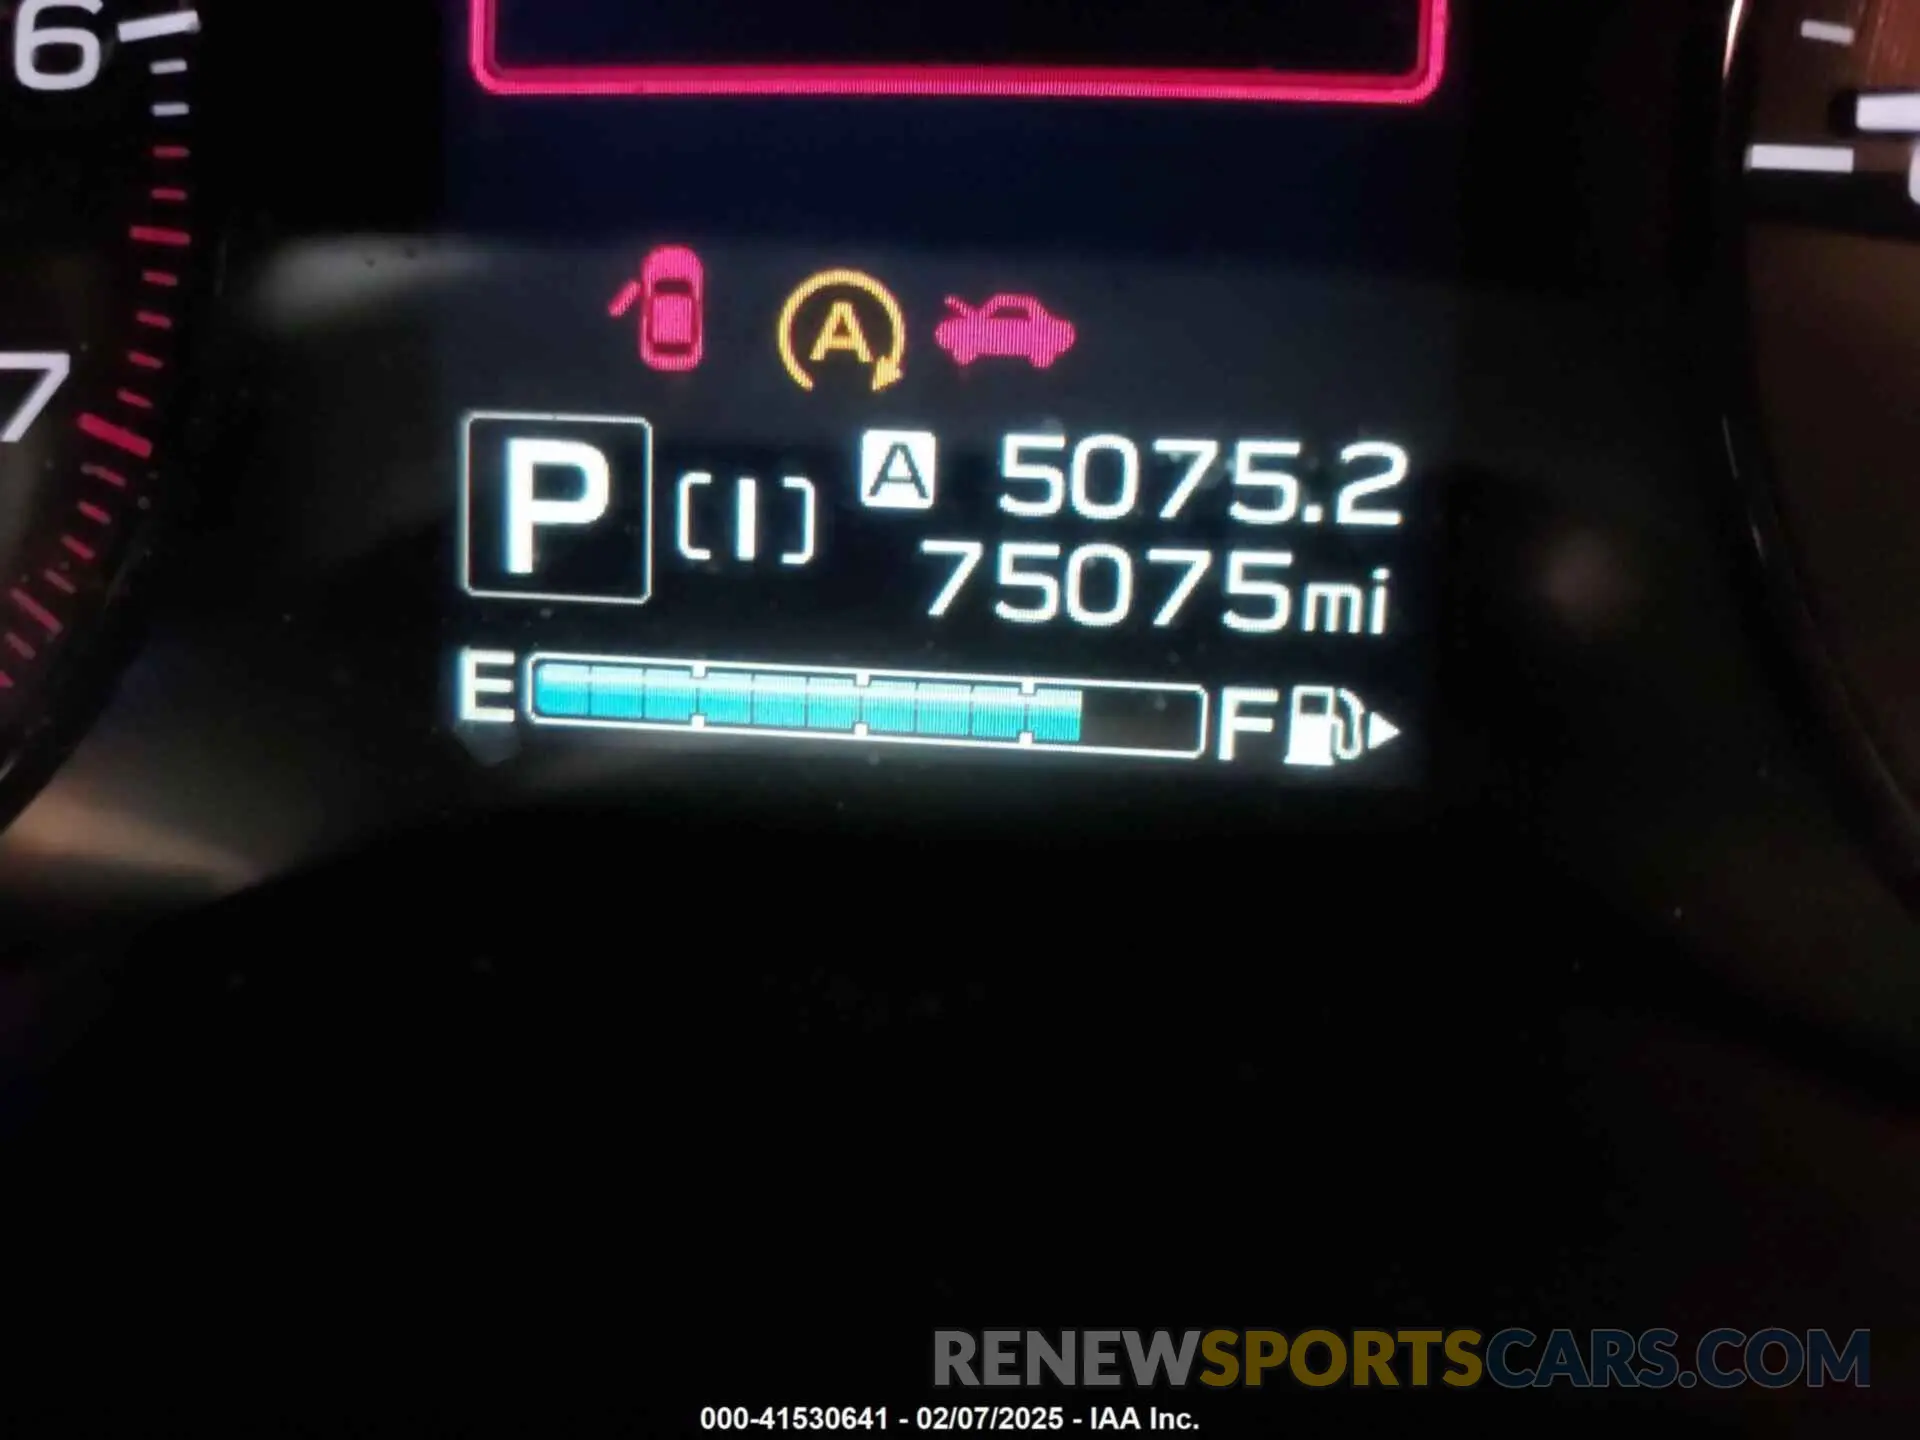 6
7
A
P [I] A 5075.2
75075mi
E F
RENEWSPORTSCARS.COM
000-41530641 - 02/07/2025 - IAA Inc.